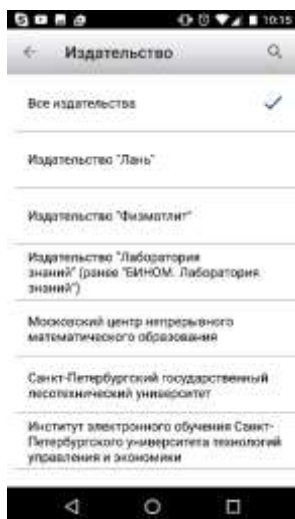 10:15
Издательство
Все издательства
Издательство "Лань"
Издательство "Физматлит"
Издательство "Лаборатория
знаний" (ранее "БИНОМ. Лаборатория
знаний")
Московский центр непрерывного
математического образования
Санкт-Петербургский государственный
лесотехнический университет
Институт электронного обучения Санкт-
Петербургского университета технологий
управления и экономики